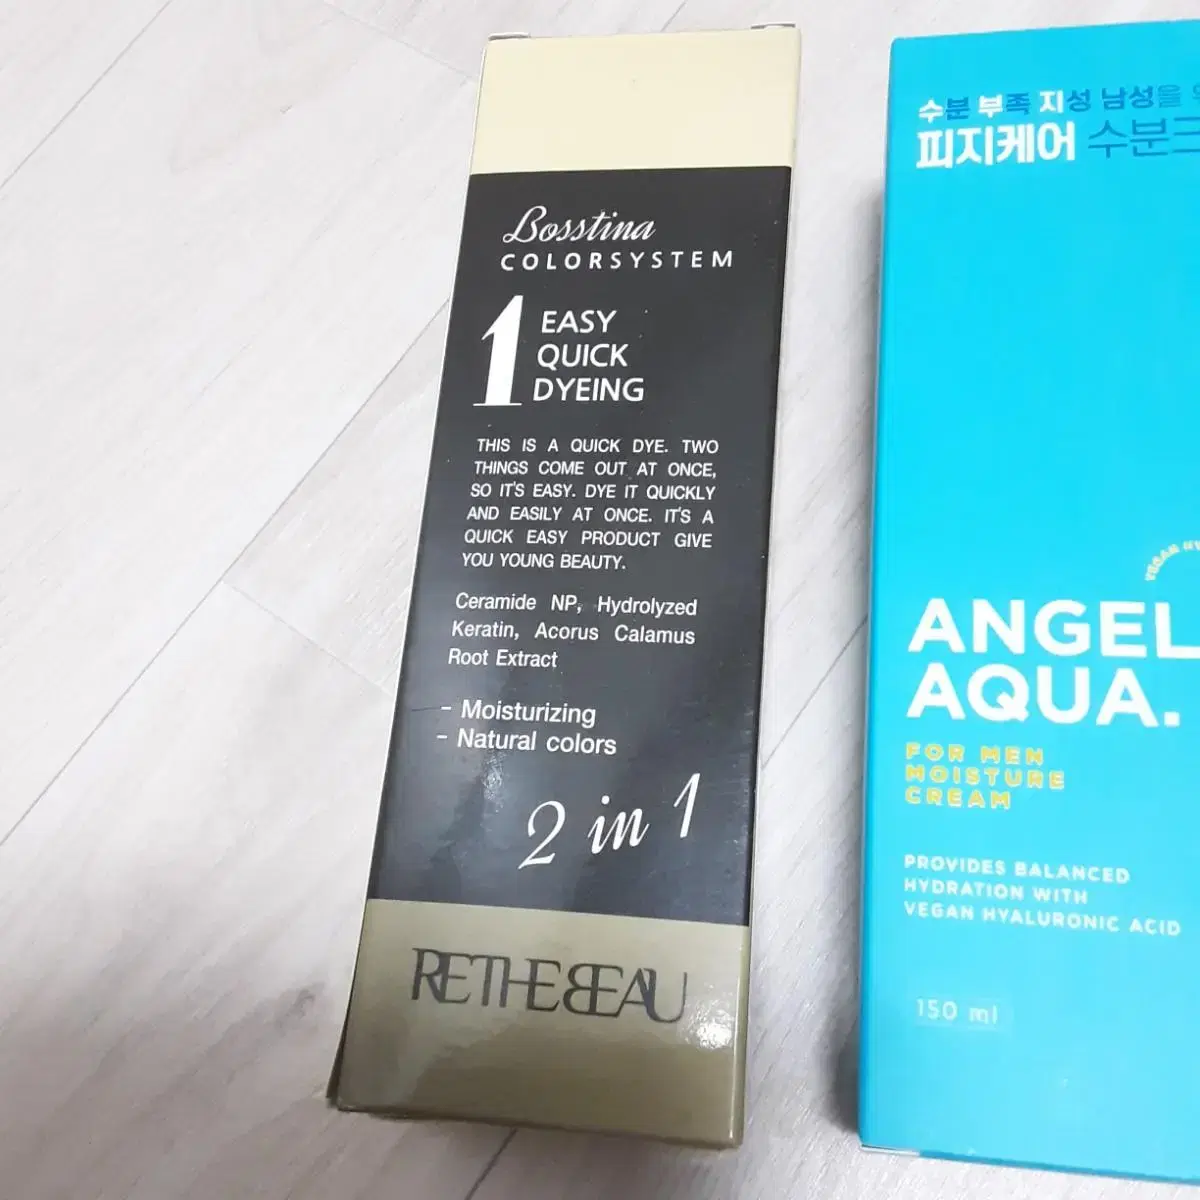 Bosstina
COLORSYSTEM
1 EASY
QUICK
DYEING
THIS IS A QUICK DYE. TWO
THINGS COME OUT AT ONCE,
SO IT'S EASY. DYE IT QUICKLY
AND EASILY AT ONCE. IT'S A
QUICK EASY PRODUCT GIVE
YOU YOUNG BEAUTY.
Ceramide NP, Hydrolyzed
Keratin, Acorus Calamus
Root Extract
- Moisturizing
- Natural colors
2 in 1
RETHEBEAU
수분 부족 지성 남성을
피지케어 수분크
VEGAN
ANGEL
AQUA.
FOR MEN
MOISTURE
CREAM
PROVIDES BALANCED
HYDRATION WITH
VEGAN HYALURONIC ACID
150 ml